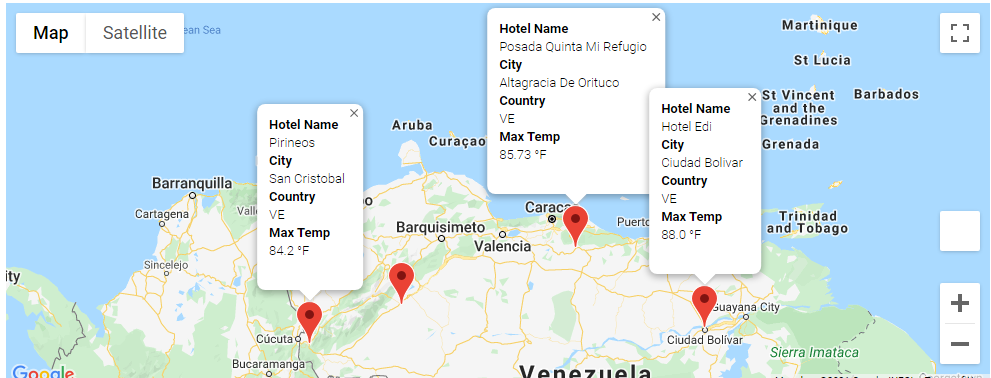 Map
Satellite
ean Sea
Hotel Name
Pirineos
City
San Cristobal
Country
VE
Max Temp
84.2 °F
Hotel Name
Posada Quinta Mi Refugio
City
Altagracia De Orituco
Country
VE
Max Temp
85.73 °F
Hotel Name
Hotel Edi
City
Ciudad Bolivar
Country
VE
Max Temp
88.0 °F
Martinique
St Lucia
St Vincent
and the
Grenadines
Barbados
Grenada
Aruba
Curaçao
Barranquilla
Cartagena
Sincelejo
Barquisimeto
Valencia
Caracas
Trinidad
and Tobago
ity
Cúcuta
Bucaramanga
Guayana City
Ciudad Bolívar
Sierra Imataca
Venezuela
Google